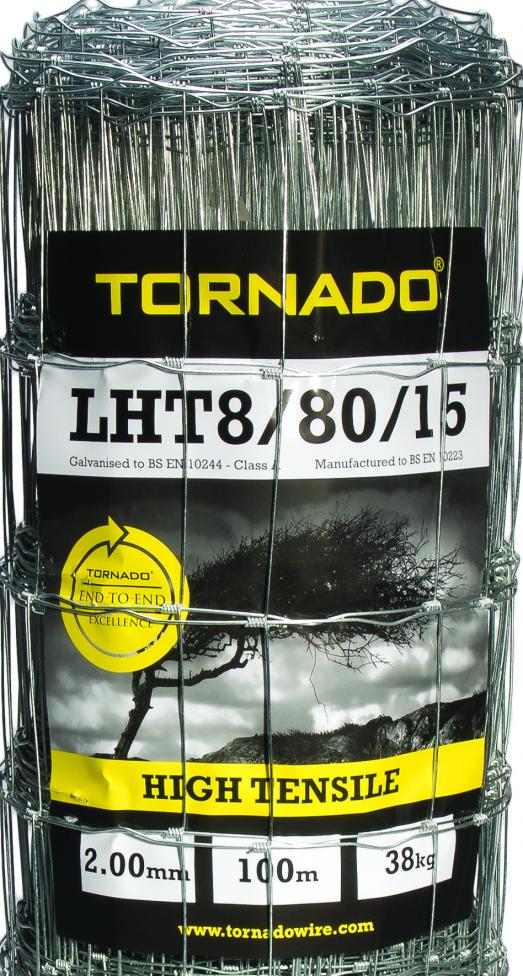 TORNADO®
LHT8/80/15
Galvanised to BS EN 10244 - Class A Manufactured to BS EN 10223
TORNADO®
END TO END
EXCELLENCE
HIGH TENSILE
2.00mm 100m 38kg
www.tornadowire.com